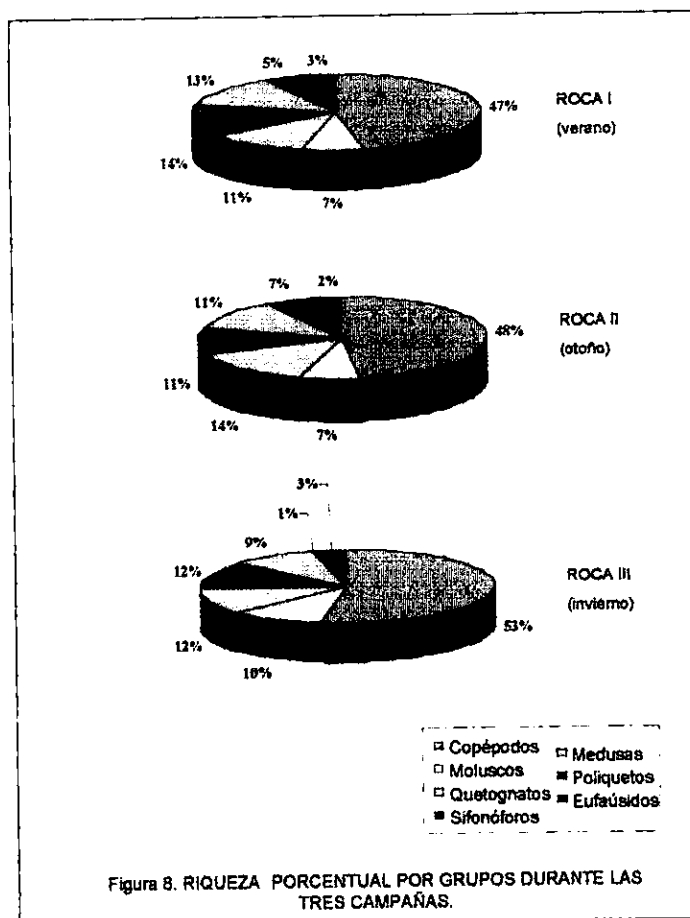 5% 3%
13%
47%
ROCA I
(verano)
14%
11%
7%
7% 2%
11%
48%
ROCA II
(otoño)
11%
14%
7%
3%
1%
9%
12%
ROCA III
(invierno)
53%
12%
10%
Copépodos Medusas
Moluscos Poliquetos
Quetognatos Eufaúsidos
Sifonóforos
Figura 8. RIQUEZA PORCENTUAL POR GRUPOS DURANTE LAS
TRES CAMPAÑAS.